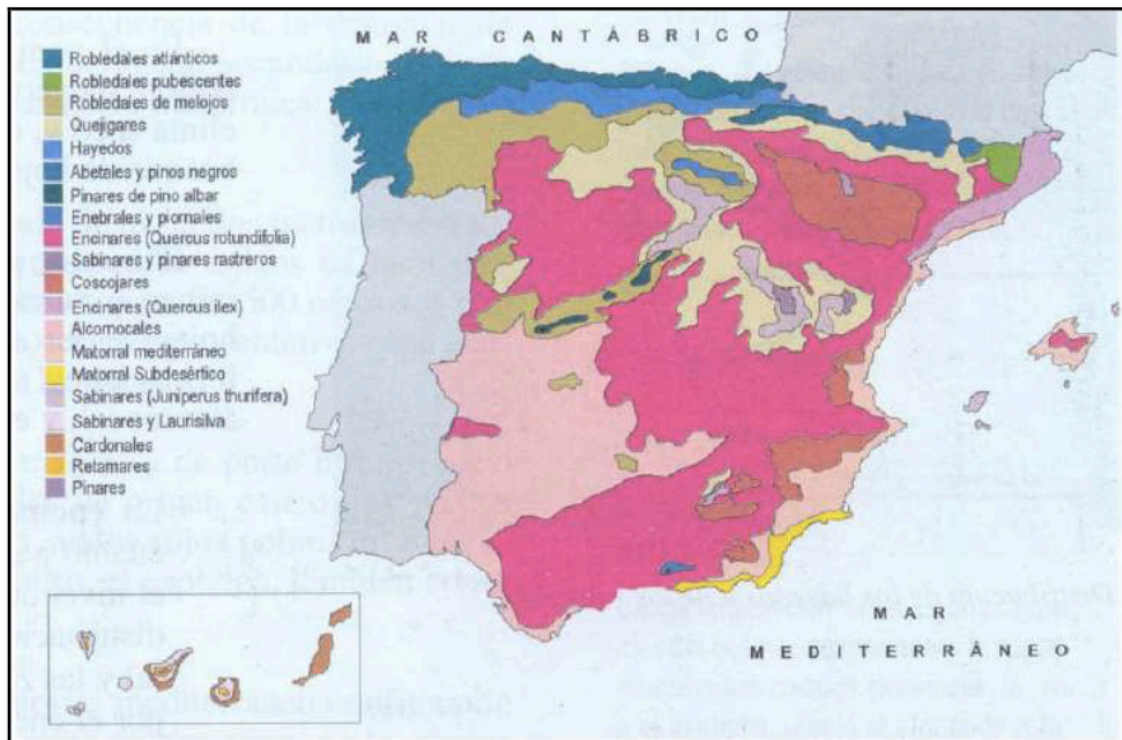 MAR CANTÁBRICO
Robledales atlánticos
Robledales pubescentes
Robledales de melojos
Quejigares
Hayedos
Abetales y pinos negros
Pinares de pino albar
Enebrales y piornales
Encinares (Quercus rotundifolia)
Sabinares y pinares rastreros
Coscojares
Encinares (Quercus ilex)
Alcornocales
Matorral mediterráneo
Matorral Subdesértico
Sabinares (Juniperus thurifera)
Sabinares y Laurisilva
Cardonales
Retamares
Pinares
MAR
MEDITERRÁNEO